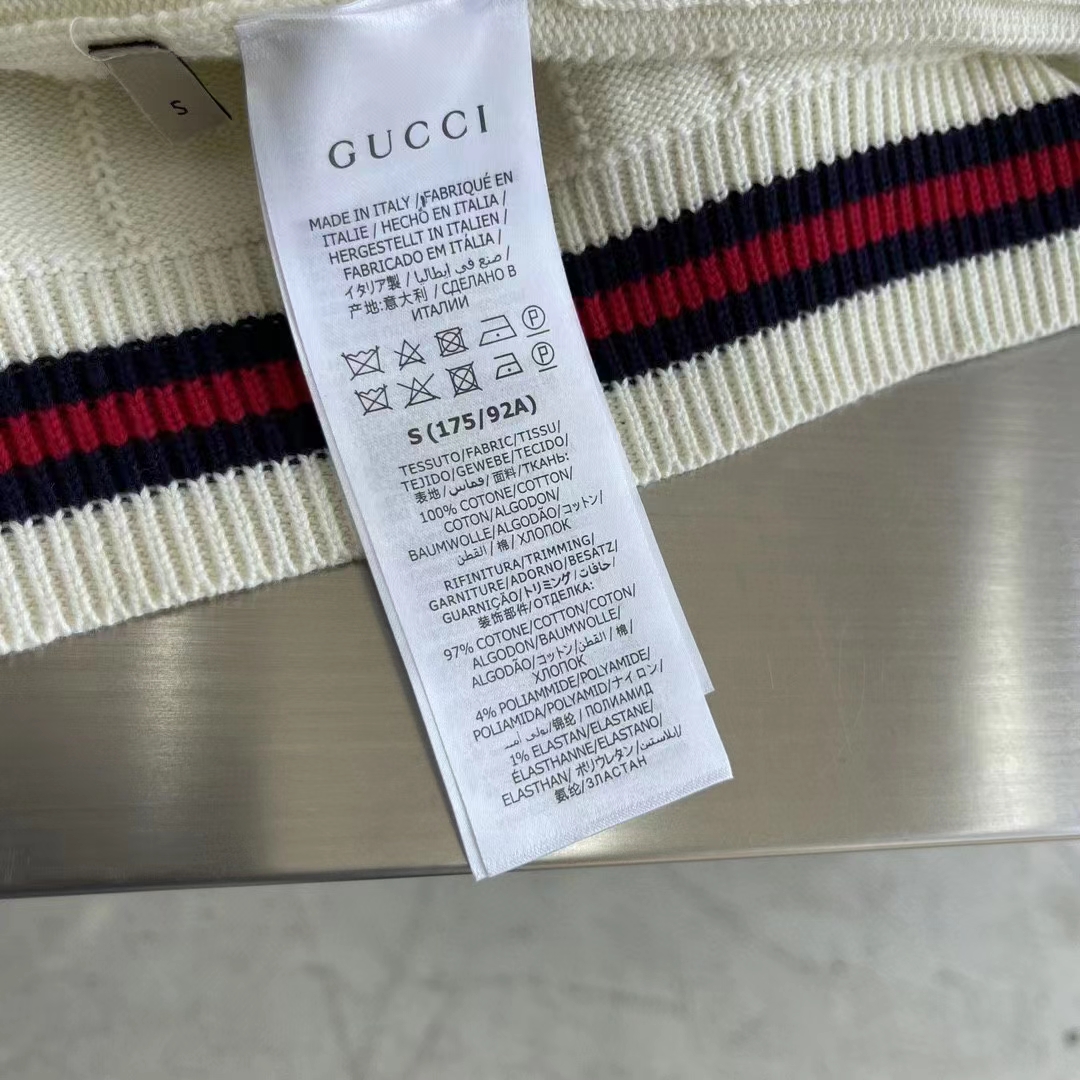 S
GUCCI
MADE IN ITALY / FABRIQUÉ EN
ITALIE / HECHO EN ITALIA /
HERGESTELLT IN ITALIEN /
FABRICADO EM ITÁLIA /
イタリア製 / صنع في إيطاليا /
产地:意大利 / СДЕЛАНО В
ИТАЛИИ
P
P
S (175/92A)
TESSUTO/FABRIC/TISSU/
TEJIDO/GEWEBE/TECIDO/
表地/قماس/面料/ТКАНЬ:
100% COTONE/COTTON/
COTON/ALGODON/
BAUMWOLLE/ALGODÃO/コットン/
القطن/棉/ХЛОПОК
RIFINITURA/TRIMMING/
GARNITURE/ADORNO/BESATZ/
GUARNIÇÃO/トリミング/حافات/
装饰部件/ОТДЕЛКА:
97% COTONE/COTTON/COTON/
ALGODON/BAUMWOLLE/
ALGODÃO/コットン/القطن/棉/
ХЛОПОК
4% POLIAMMIDE/POLYAMIDE/
POLIAMIDA/POLYAMID/ナイロン/
锦纶/ПОЛИАМИД
1% ELASTAN/ELASTANE/
ÉLASTHANNE/ELASTANO/
ELASTHAN/ポリウレタン/
氨纶/ЭЛАСТАН